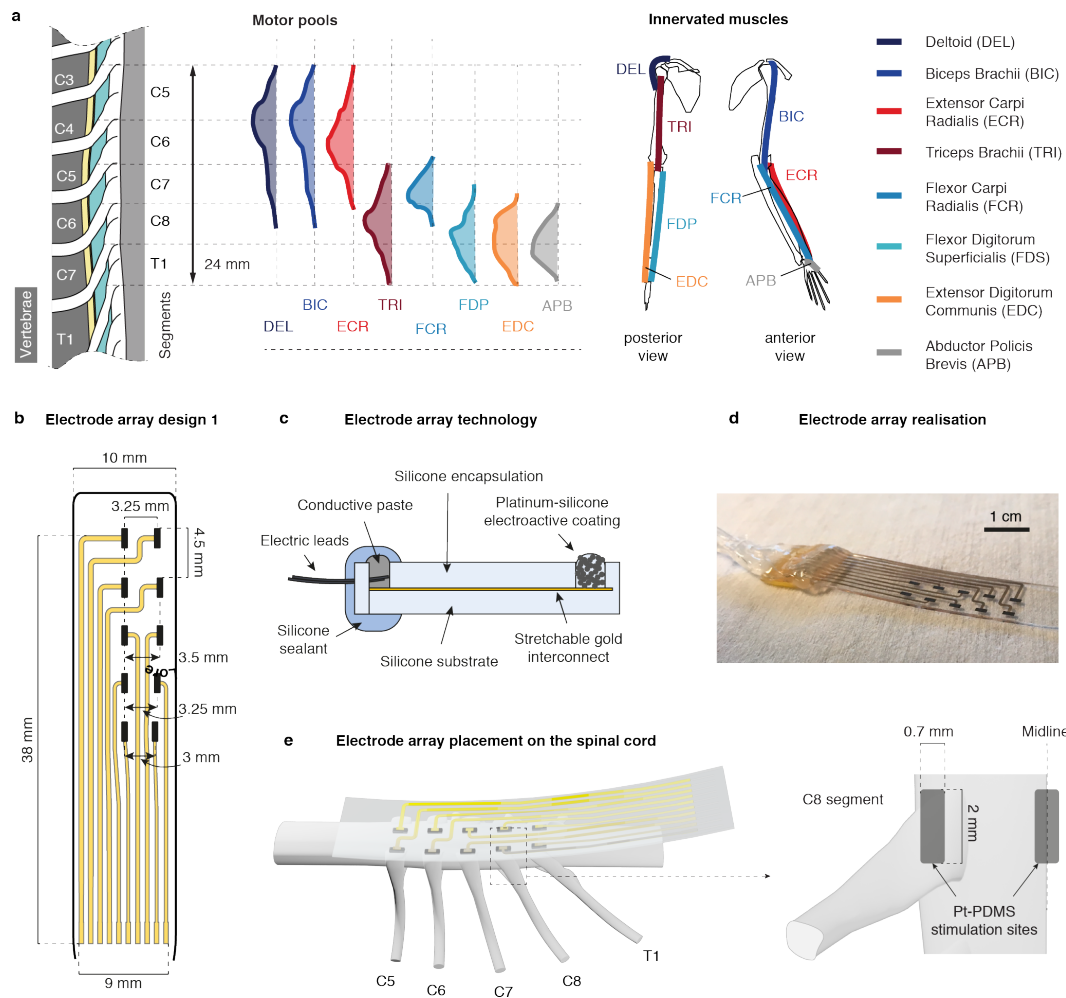 a
Motor pools
Innervated muscles
C3
C4
C5
C6
C7
T1
Vertebrae
C5
C6
C7
C8
T1
Segments
24 mm
DEL
BIC
ECR
TRI
FCR
FDP
EDC
APB
DEL
TRI
FDP
EDC
posterior
view
BIC
ECR
FCR
APB
anterior
view
Deltoid (DEL)
Biceps Brachii (BIC)
Extensor Carpi
Radialis (ECR)
Triceps Brachii (TRI)
Flexor Carpi
Radialis (FCR)
Flexor Digitorum
Superficialis (FDS)
Extensor Digitorum
Communis (EDC)
Abductor Policis
Brevis (APB)
b Electrode array design 1
10 mm
3.25 mm
4.5 mm
3.5 mm
3.25 mm
3 mm
38 mm
9 mm
c Electrode array technology
Silicone encapsulation
Conductive paste
Platinum-silicone
electroactive coating
Electric leads
Silicone
sealant
Silicone substrate
Stretchable gold
interconnect
d Electrode array realisation
1 cm
e Electrode array placement on the spinal cord
C5
C6
C7
C8
T1
0.7 mm
Midline
C8 segment
2 mm
Pt-PDMS
stimulation sites